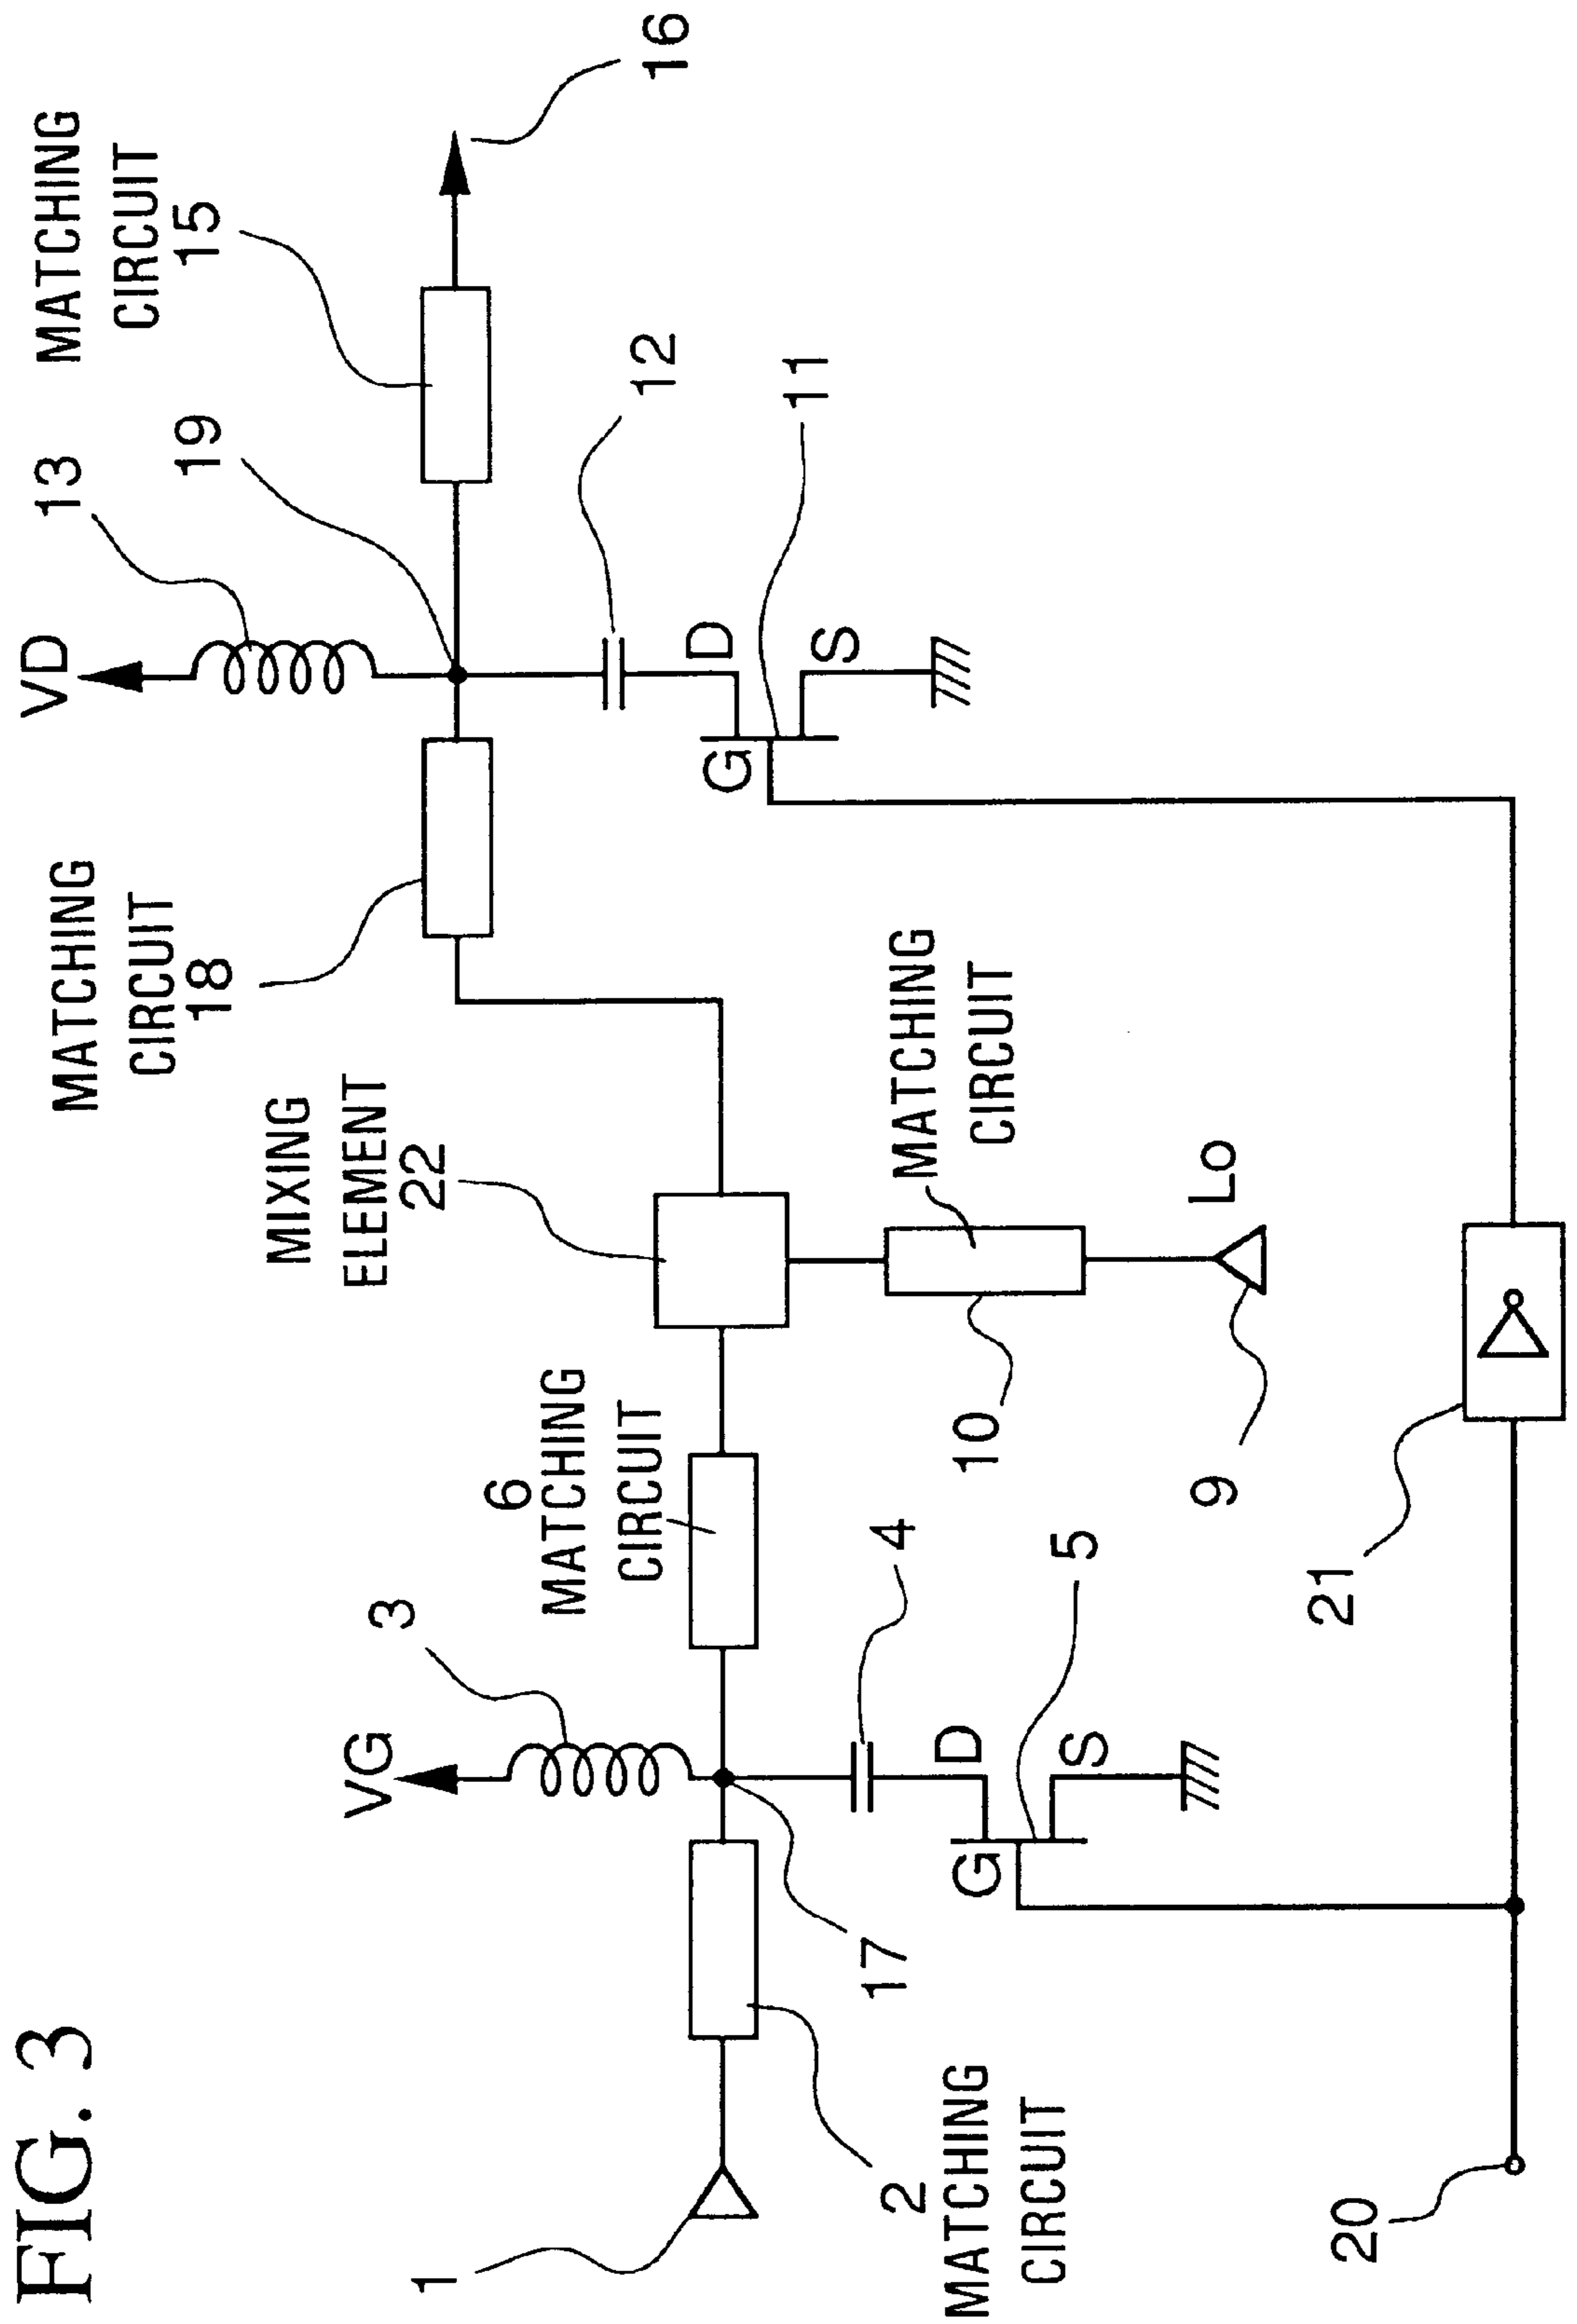 FIG. 3
VD
13
19
MATCHING
CIRCUIT
15
16
MATCHING
CIRCUIT
18
12
D
G
S
11
MIXING
ELEMENT
22
VG
3
6
MATCHING
CIRCUIT
MATCHING
CIRCUIT
10
LO
9
1
2
MATCHING
CIRCUIT
17
4
D
G
S
5
20
21